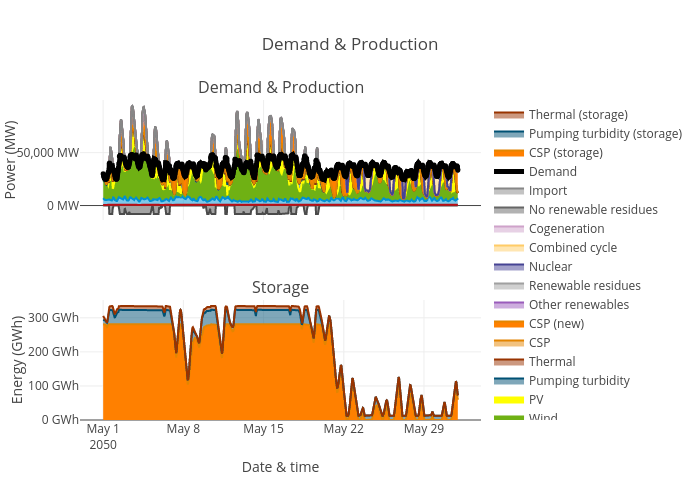 Demand & Production
Demand & Production
Power (MW)
50,000 MW
0 MW
Storage
Energy (GWh)
300 GWh
200 GWh
100 GWh
0 GWh
May 1
2050
May 8
May 15
May 22
May 29
Date & time
Thermal (storage)
Pumping turbidity (storage)
CSP (storage)
Demand
Import
No renewable residues
Cogeneration
Combined cycle
Nuclear
Renewable residues
Other renewables
CSP (new)
CSP
Thermal
Pumping turbidity
PV
Wind